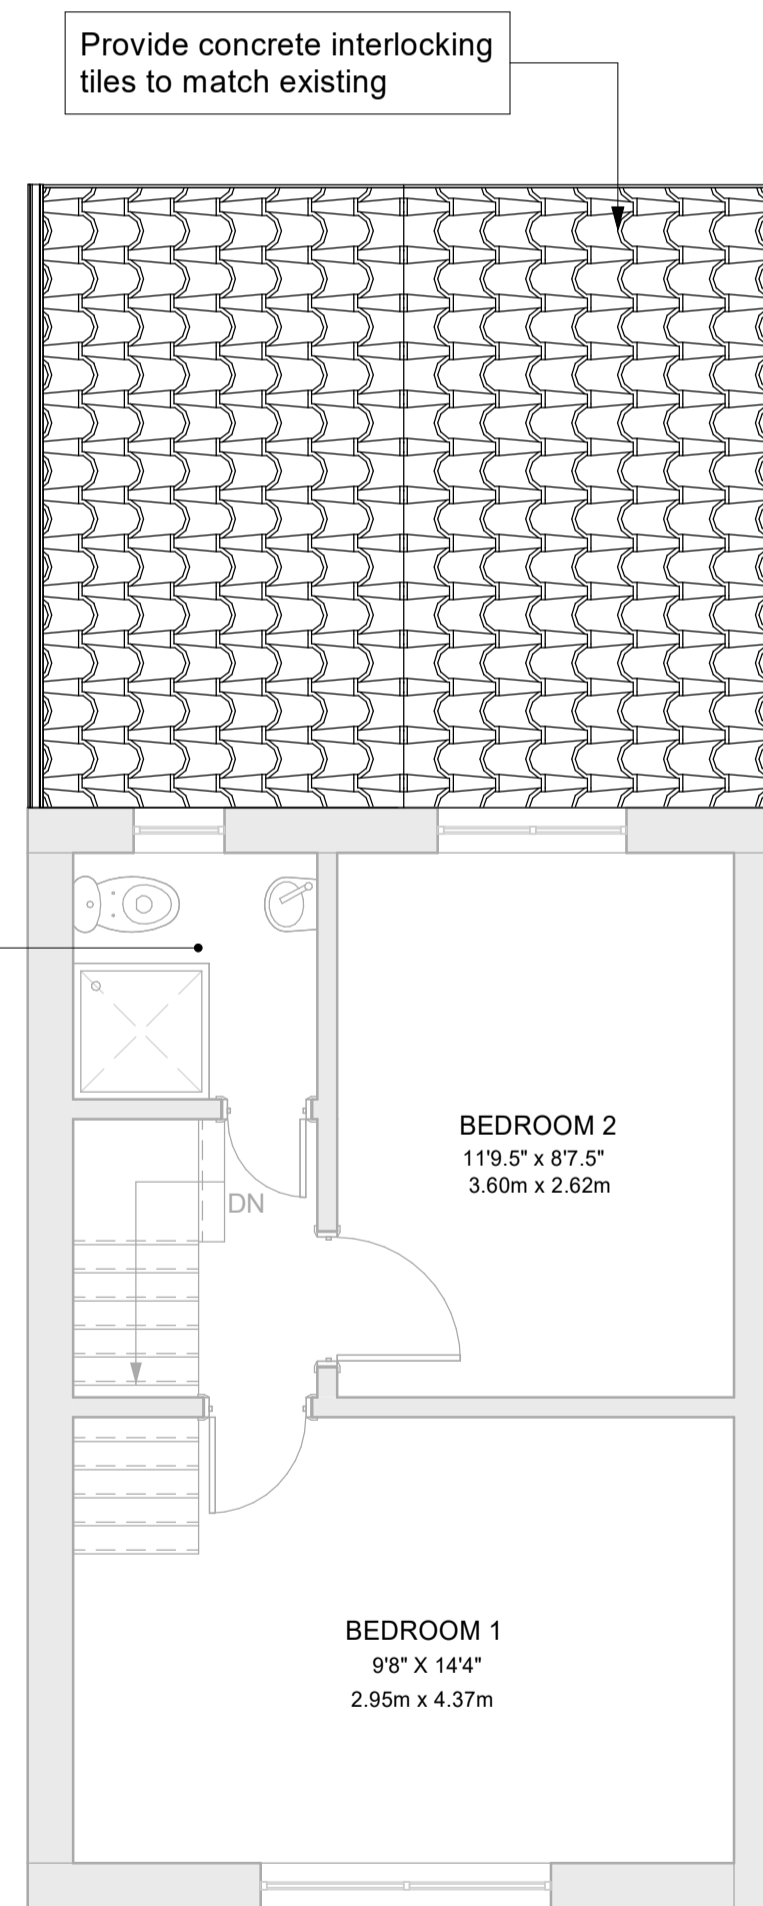 Provide concrete interlocking
tiles to match existing
DN
BEDROOM 2
11'9.5" x 8'7.5"
3.60m x 2.62m
BEDROOM 1
9'8" X 14'4"
2.95m x 4.37m